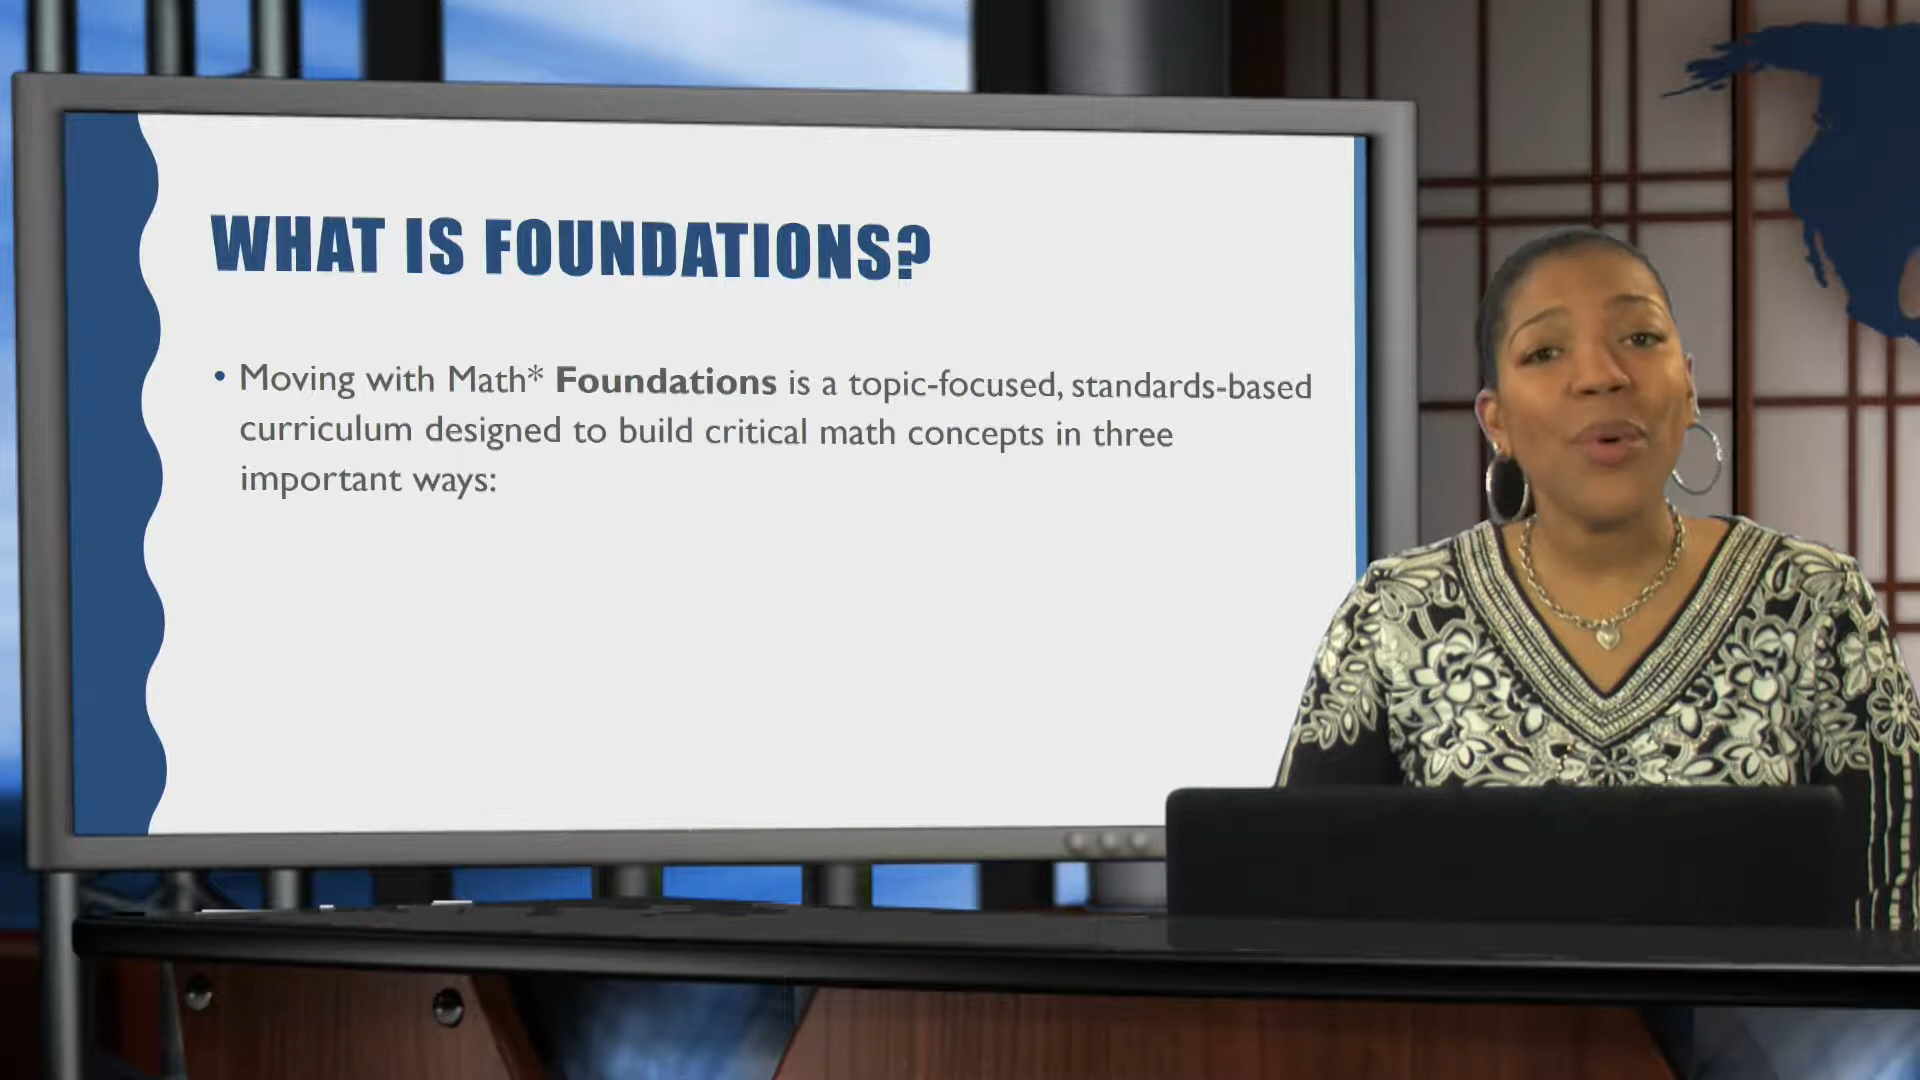 WHAT IS FOUNDATIONS?
• Moving with Math* Foundations is a topic-focused, standards-based
curriculum designed to build critical math concepts in three
important ways: